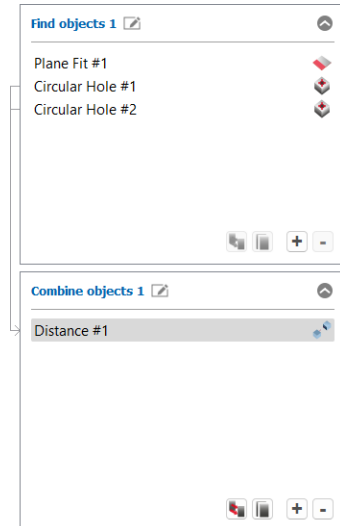 Find objects 1
Plane Fit #1
Circular Hole #1
Circular Hole #2
+ -
Combine objects 1
Distance #1
+ -